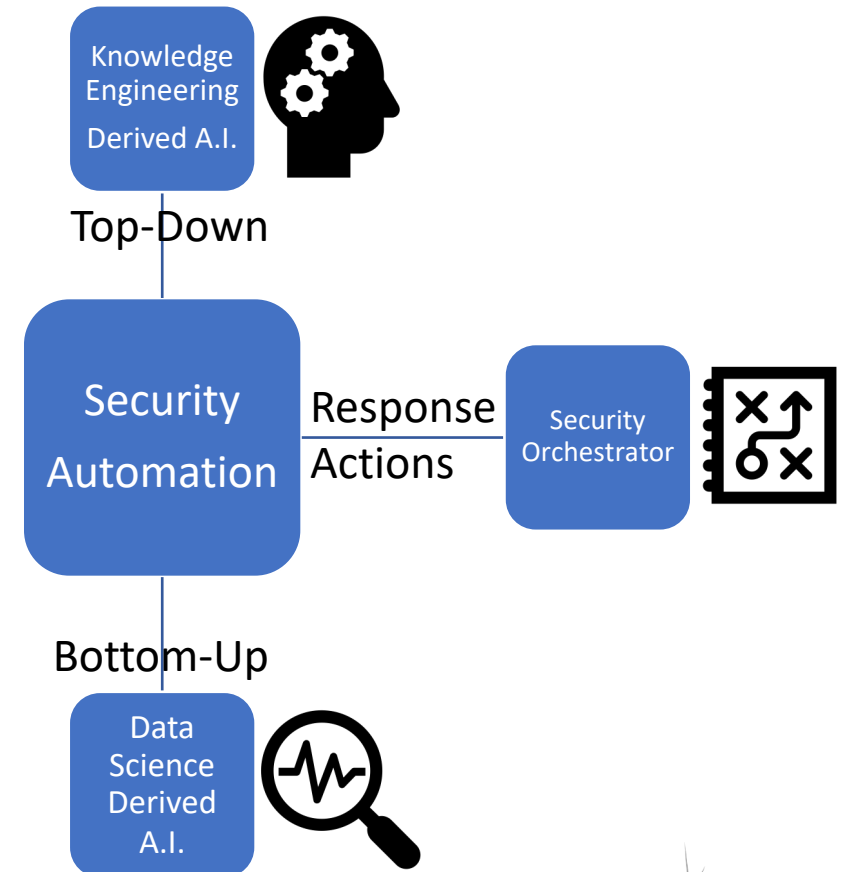 Knowledge
Engineering
Derived A.I.
Top-Down
Security
Automation
Response
Actions
Security
Orchestrator
Bottom-Up
Data
Science
Derived
A.I.